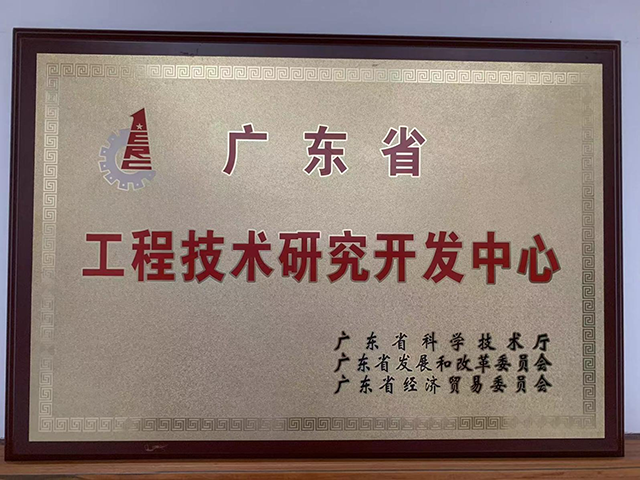 ERC
广东省
工程技术研究开发中心
广东省科学技术厅
广东省发展和改革委员会
广东省经济贸易委员会